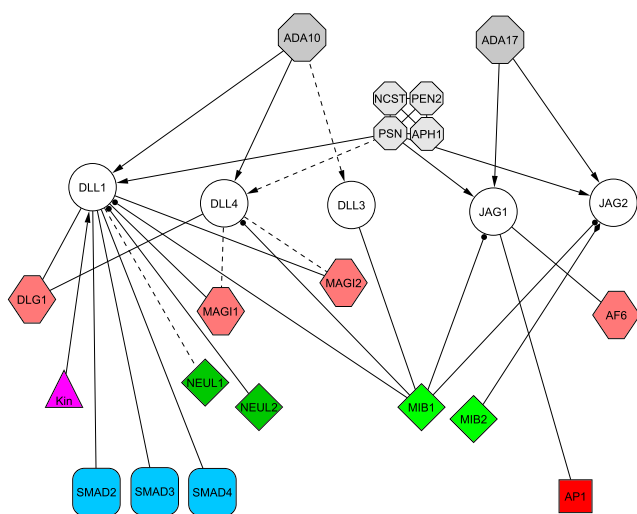 ADA10
ADA17
NCST
PEN2
PSN
APH1
DLL1
DLL4
DLL3
JAG1
JAG2
DLG1
MAGI1
MAGI2
AF6
Kin
NEUL1
NEUL2
MIB1
MIB2
SMAD2
SMAD3
SMAD4
AP1